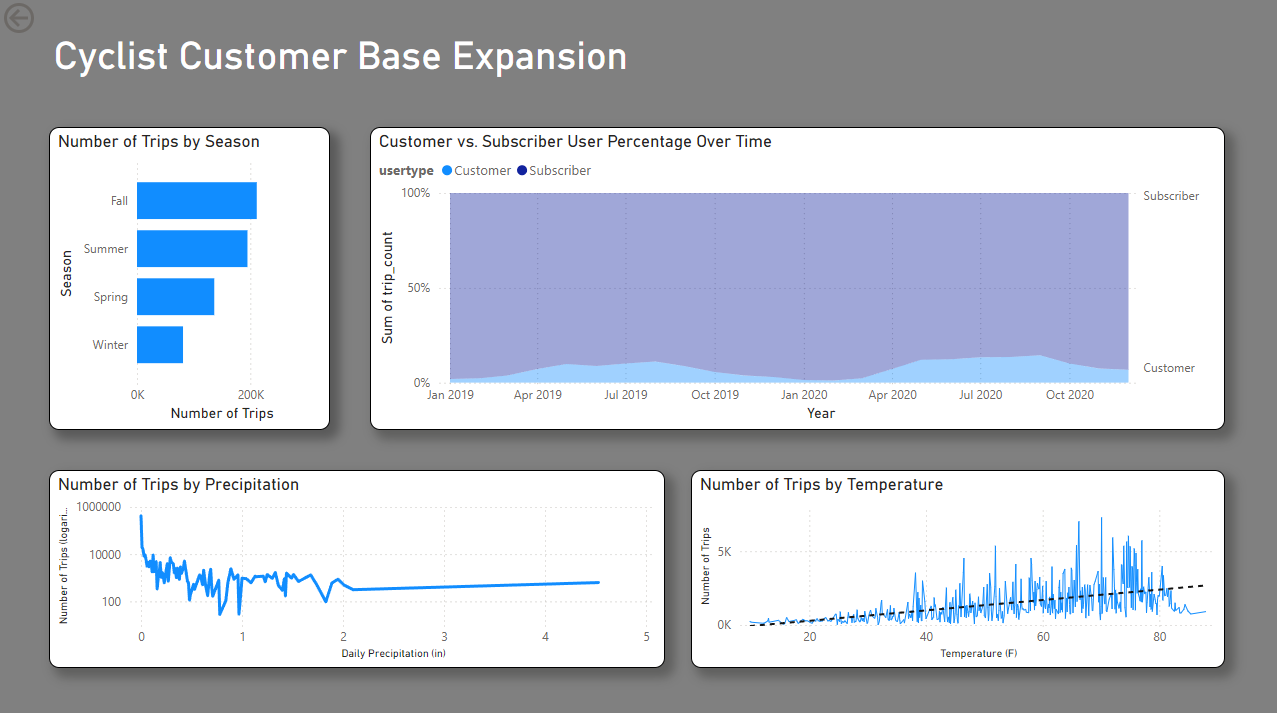 Cyclist Customer Base Expansion
Number of Trips by Season
Season
Fall
Summer
Spring
Winter
0K 200K
Number of Trips
Customer vs. Subscriber User Percentage Over Time
usertype Customer Subscriber
Sum of trip_count
100%
50%
0%
Subscriber
Customer
Jan 2019 Apr 2019 Jul 2019 Oct 2019 Jan 2020 Apr 2020 Jul 2020 Oct 2020
Year
Number of Trips by Precipitation
Number of Trips (logari...
1000000
10000
100
0 1 2 3 4 5
Daily Precipitation (in)
Number of Trips by Temperature
Number of Trips
5K
0K
20 40 60 80
Temperature (F)